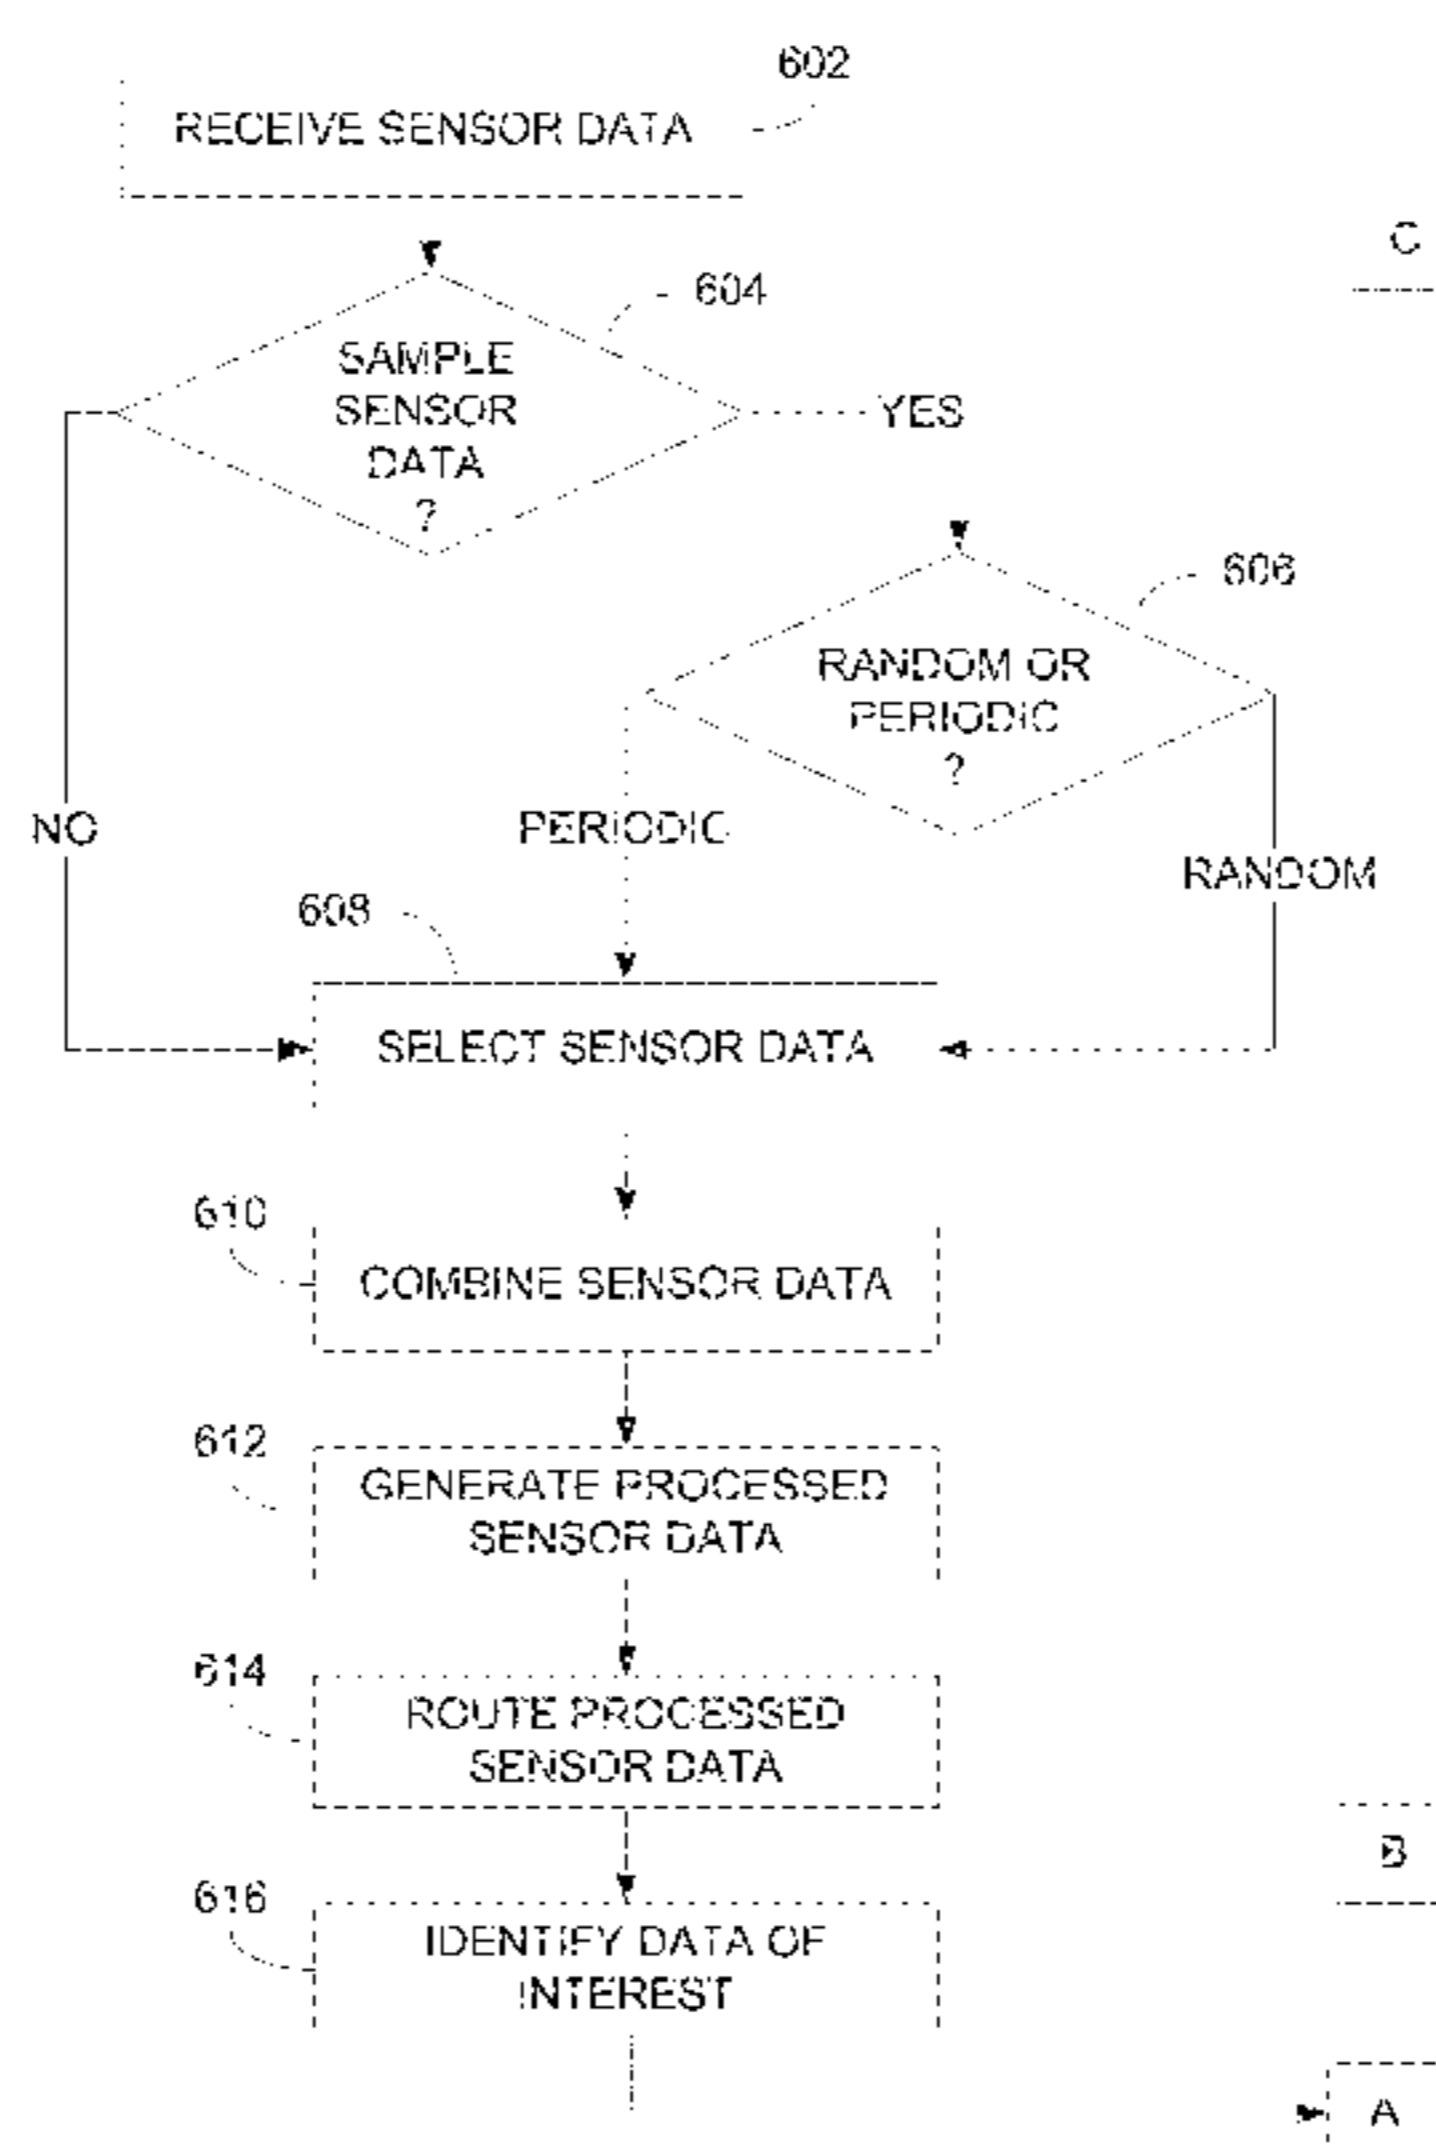 602
RECEIVE SENSOR DATA
C
604
SAMPLE
SENSOR
DATA
?
YES
606
RANDOM OR
PERIODIC
?
NO
PERIODIC
RANDOM
608
SELECT SENSOR DATA
610
COMBINE SENSOR DATA
612
GENERATE PROCESSED
SENSOR DATA
614
ROUTE PROCESSED
SENSOR DATA
B
616
IDENTIFY DATA OF
INTEREST
A